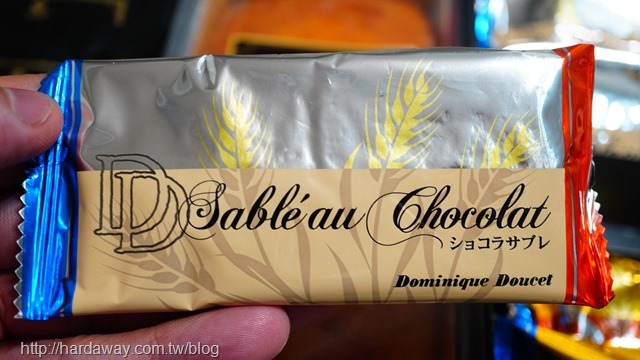 DD
Sablé au Chocolat
ショコラサブレ
Dominique Doucet
http://hardaway.com.tw/blog